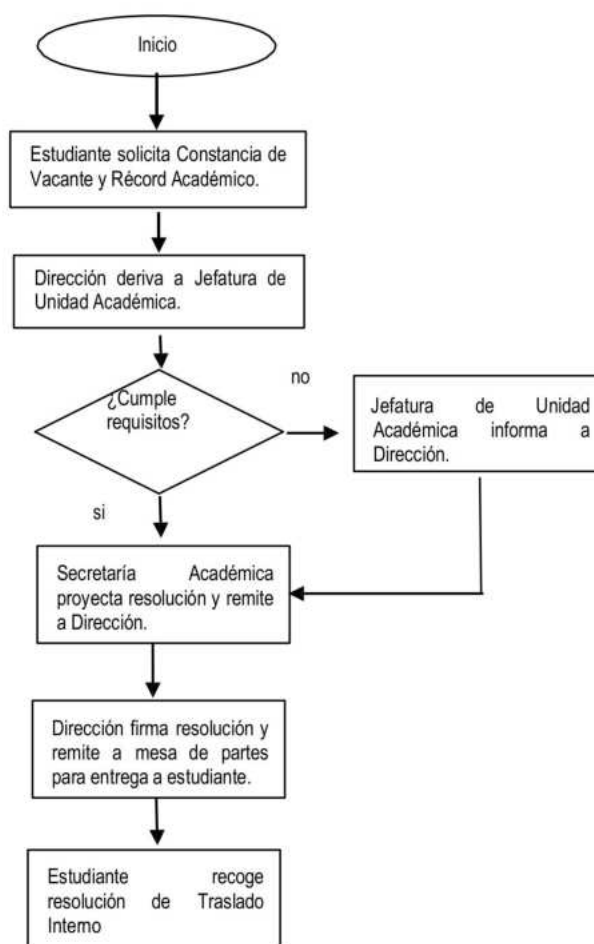 Inicio
Estudiante solicita Constancia de
Vacante y Récord Académico.
Dirección deriva a Jefatura de
Unidad Académica.
¿Cumple
requisitos?
no
Jefatura de Unidad
Académica informa a
Dirección.
si
Secretaría Académica
proyecta resolución y remite
a Dirección.
Dirección firma resolución y
remite a mesa de partes
para entrega a estudiante.
Estudiante recoge
resolución de Traslado
Interno